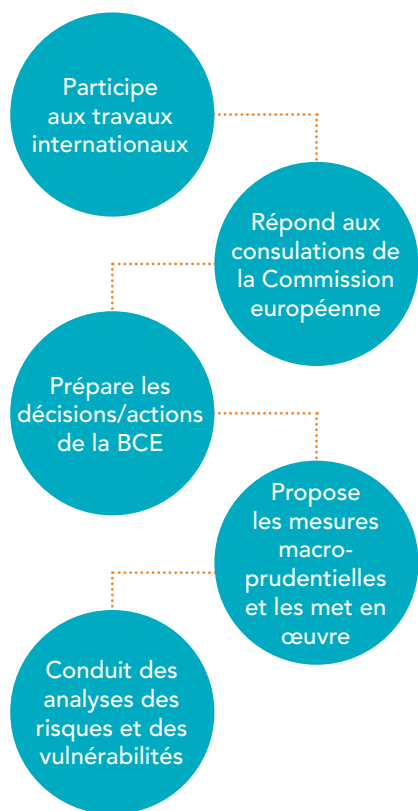 Participe
aux travaux
internationaux
Répond aux
consulations de
la Commission
européenne
Prépare les
décisions/actions
de la BCE
Propose
les mesures
macro-
prudentielles
et les met en
œuvre
Conduit des
analyses des
risques et des
vulnérabilités